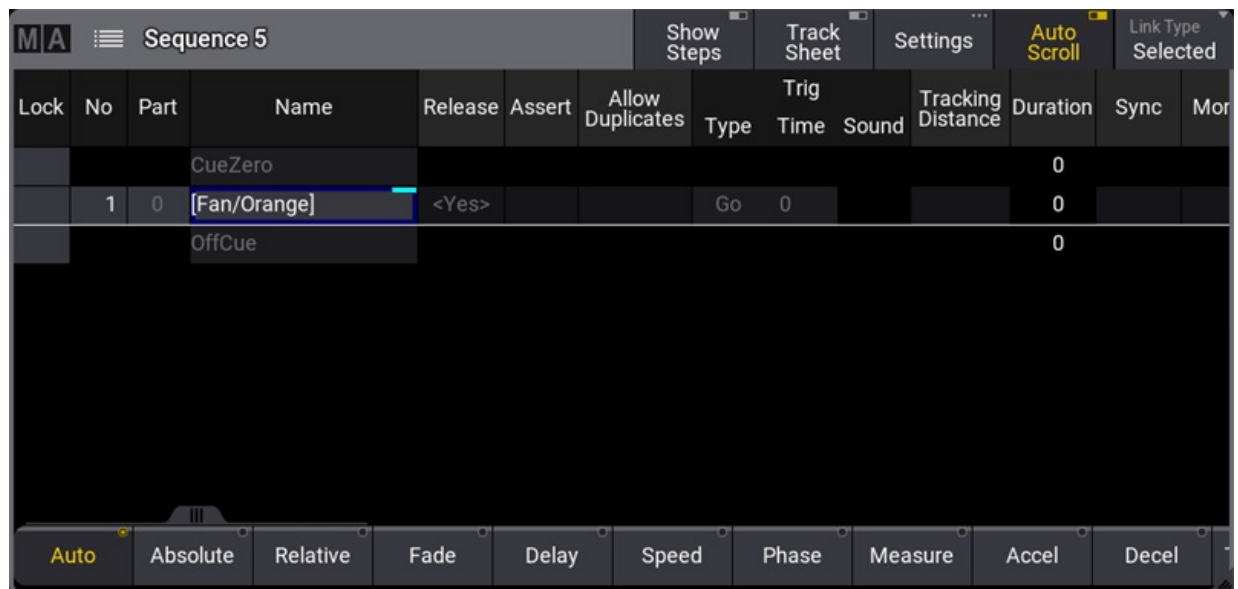 MA Sequence 5 Show Steps Track Sheet Settings Auto Scroll Link Type Selected
Lock No Part Name Release Assert Allow Duplicates Trig Type Time Sound Tracking Distance Duration Sync Mor
CueZero 0
1 0 [Fan/Orange] <Yes> Go 0 0
OffCue 0
Auto Absolute Relative Fade Delay Speed Phase Measure Accel Decel